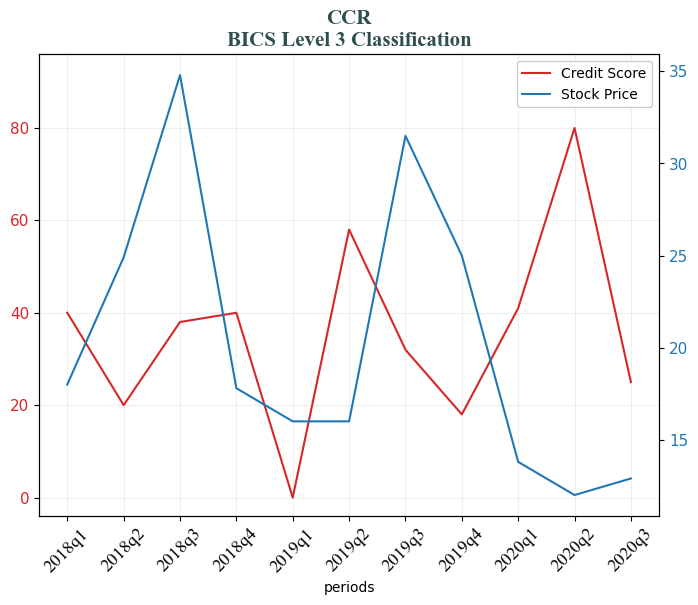 CCR
BICS Level 3 Classification
Credit Score
Stock Price
80
60
40
20
0
35
30
25
20
15
2018q1
2018q2
2018q3
2018q4
2019q1
2019q2
2019q3
2019q4
2020q1
2020q2
2020q3
periods